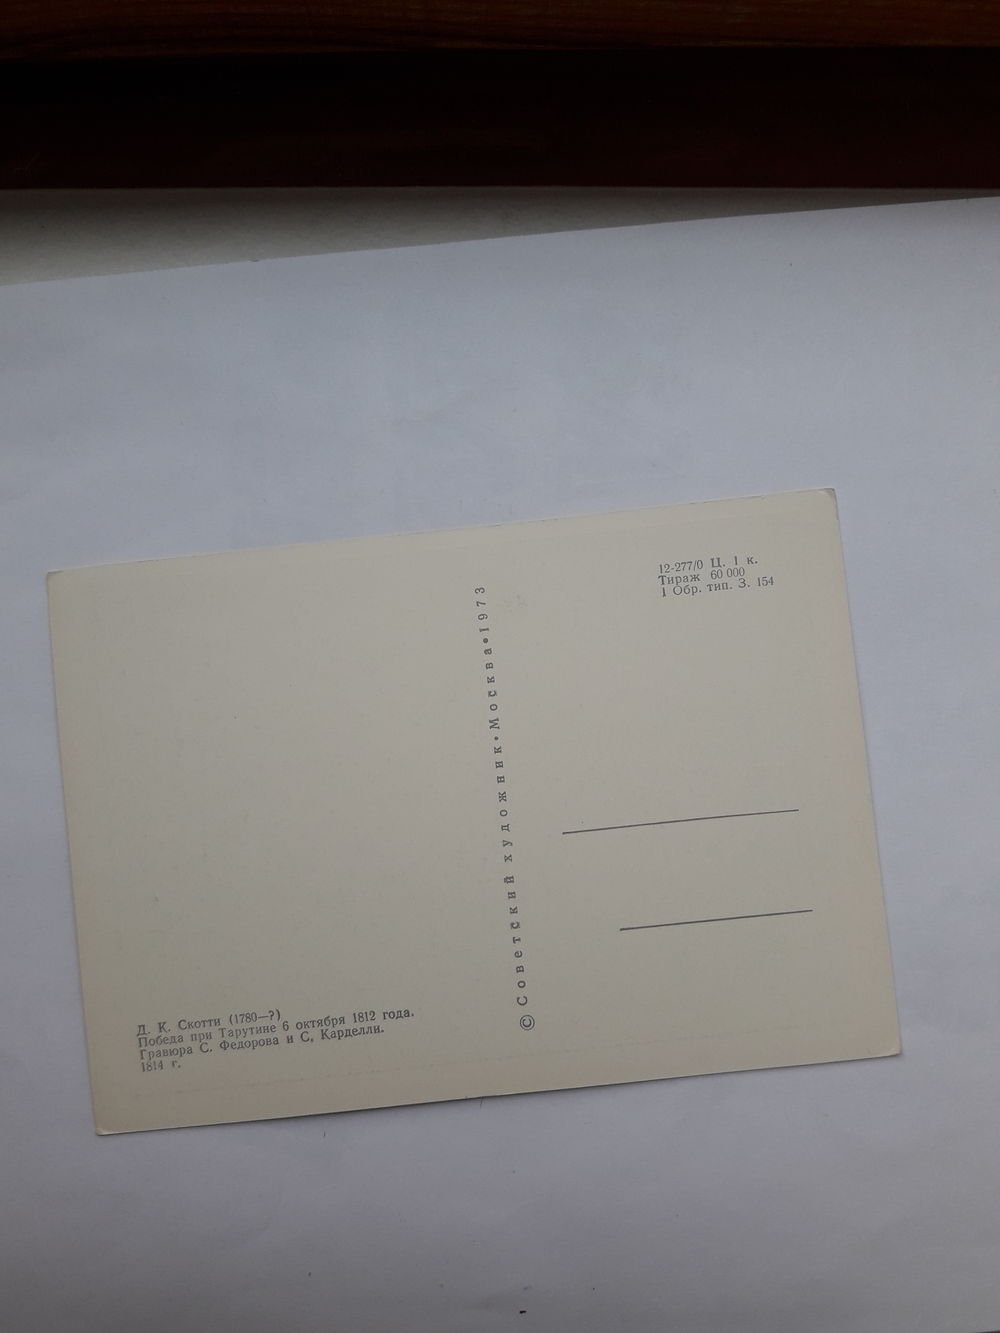 Д. К. Скотти (1780—?)
Победа при Тарутине 6 октября 1812 года.
Гравюра С. Федорова и С. Карделли.
1814 г.
© Советский художник • Москва • 1973
12-277/0 Ц. 1 к.
Тираж 60 000
1 Обр. тип. З. 154